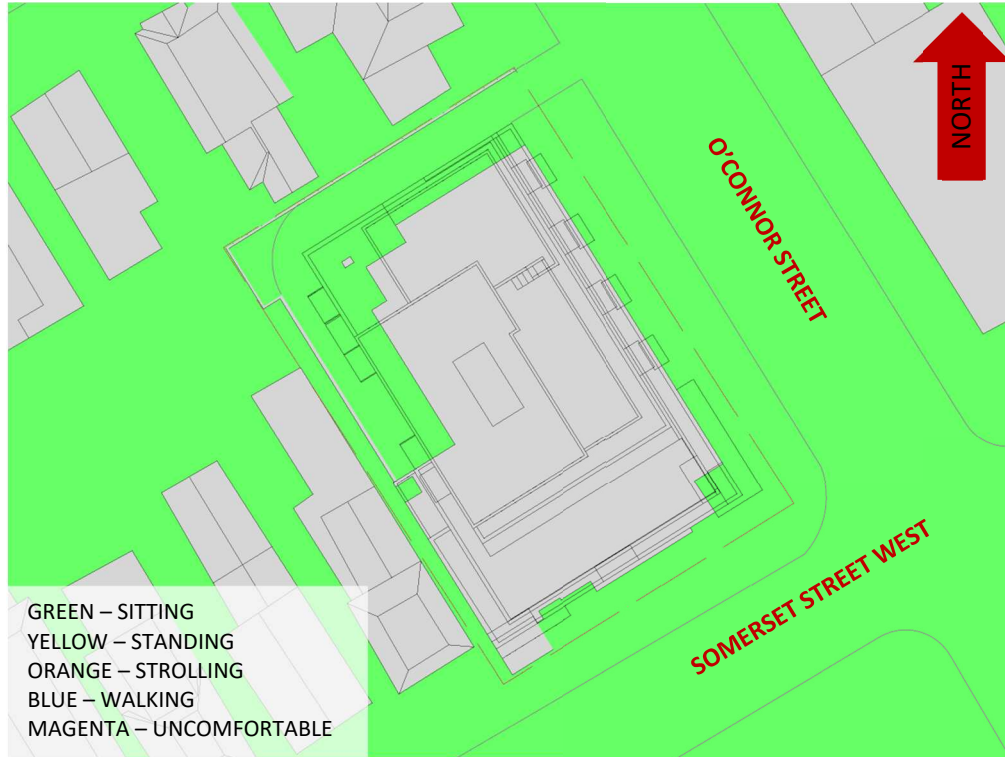 NORTH
O'CONNOR STREET
SOMERSET STREET WEST
GREEN – SITTING
YELLOW – STANDING
ORANGE – STROLLING
BLUE – WALKING
MAGENTA – UNCOMFORTABLE